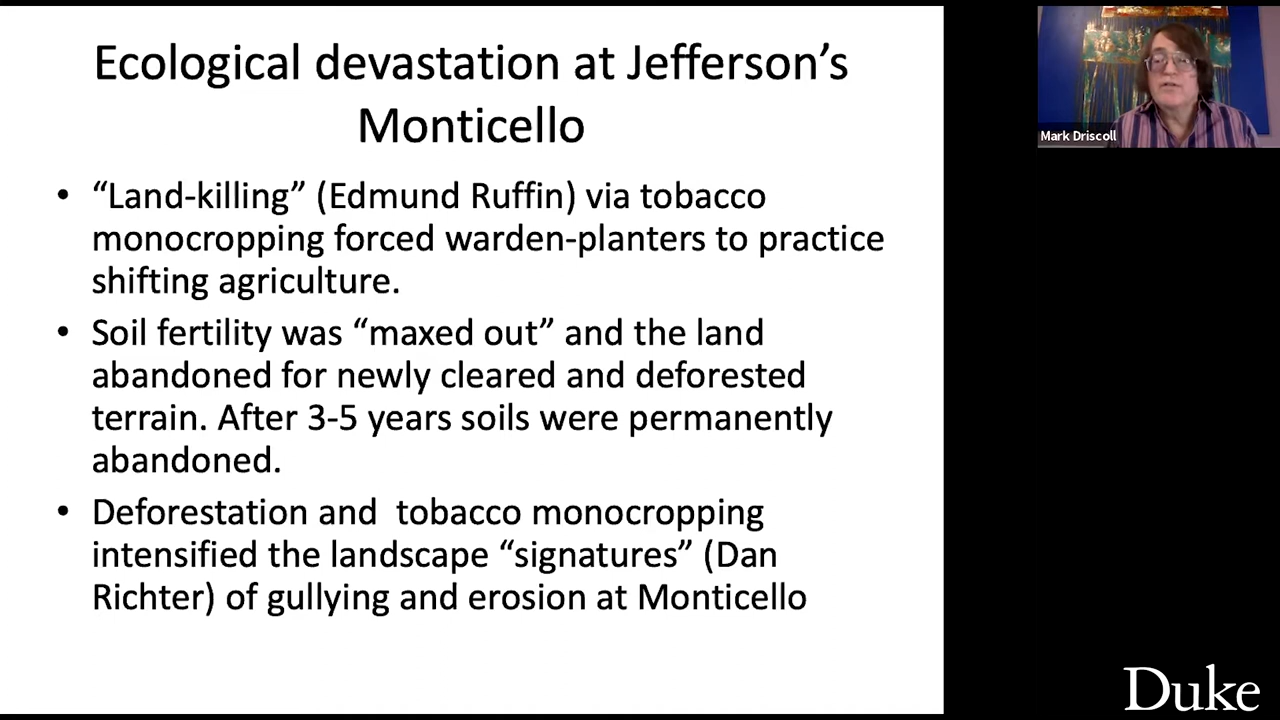 Ecological devastation at Jefferson’s
Monticello
• “Land-killing” (Edmund Ruffin) via tobacco
monocropping forced warden-planters to practice
shifting agriculture.
• Soil fertility was “maxed out” and the land
abandoned for newly cleared and deforested
terrain. After 3-5 years soils were permanently
abandoned.
• Deforestation and  tobacco monocropping
intensified the landscape “signatures” (Dan
Richter) of gullying and erosion at Monticello
Mark Driscoll
Duke